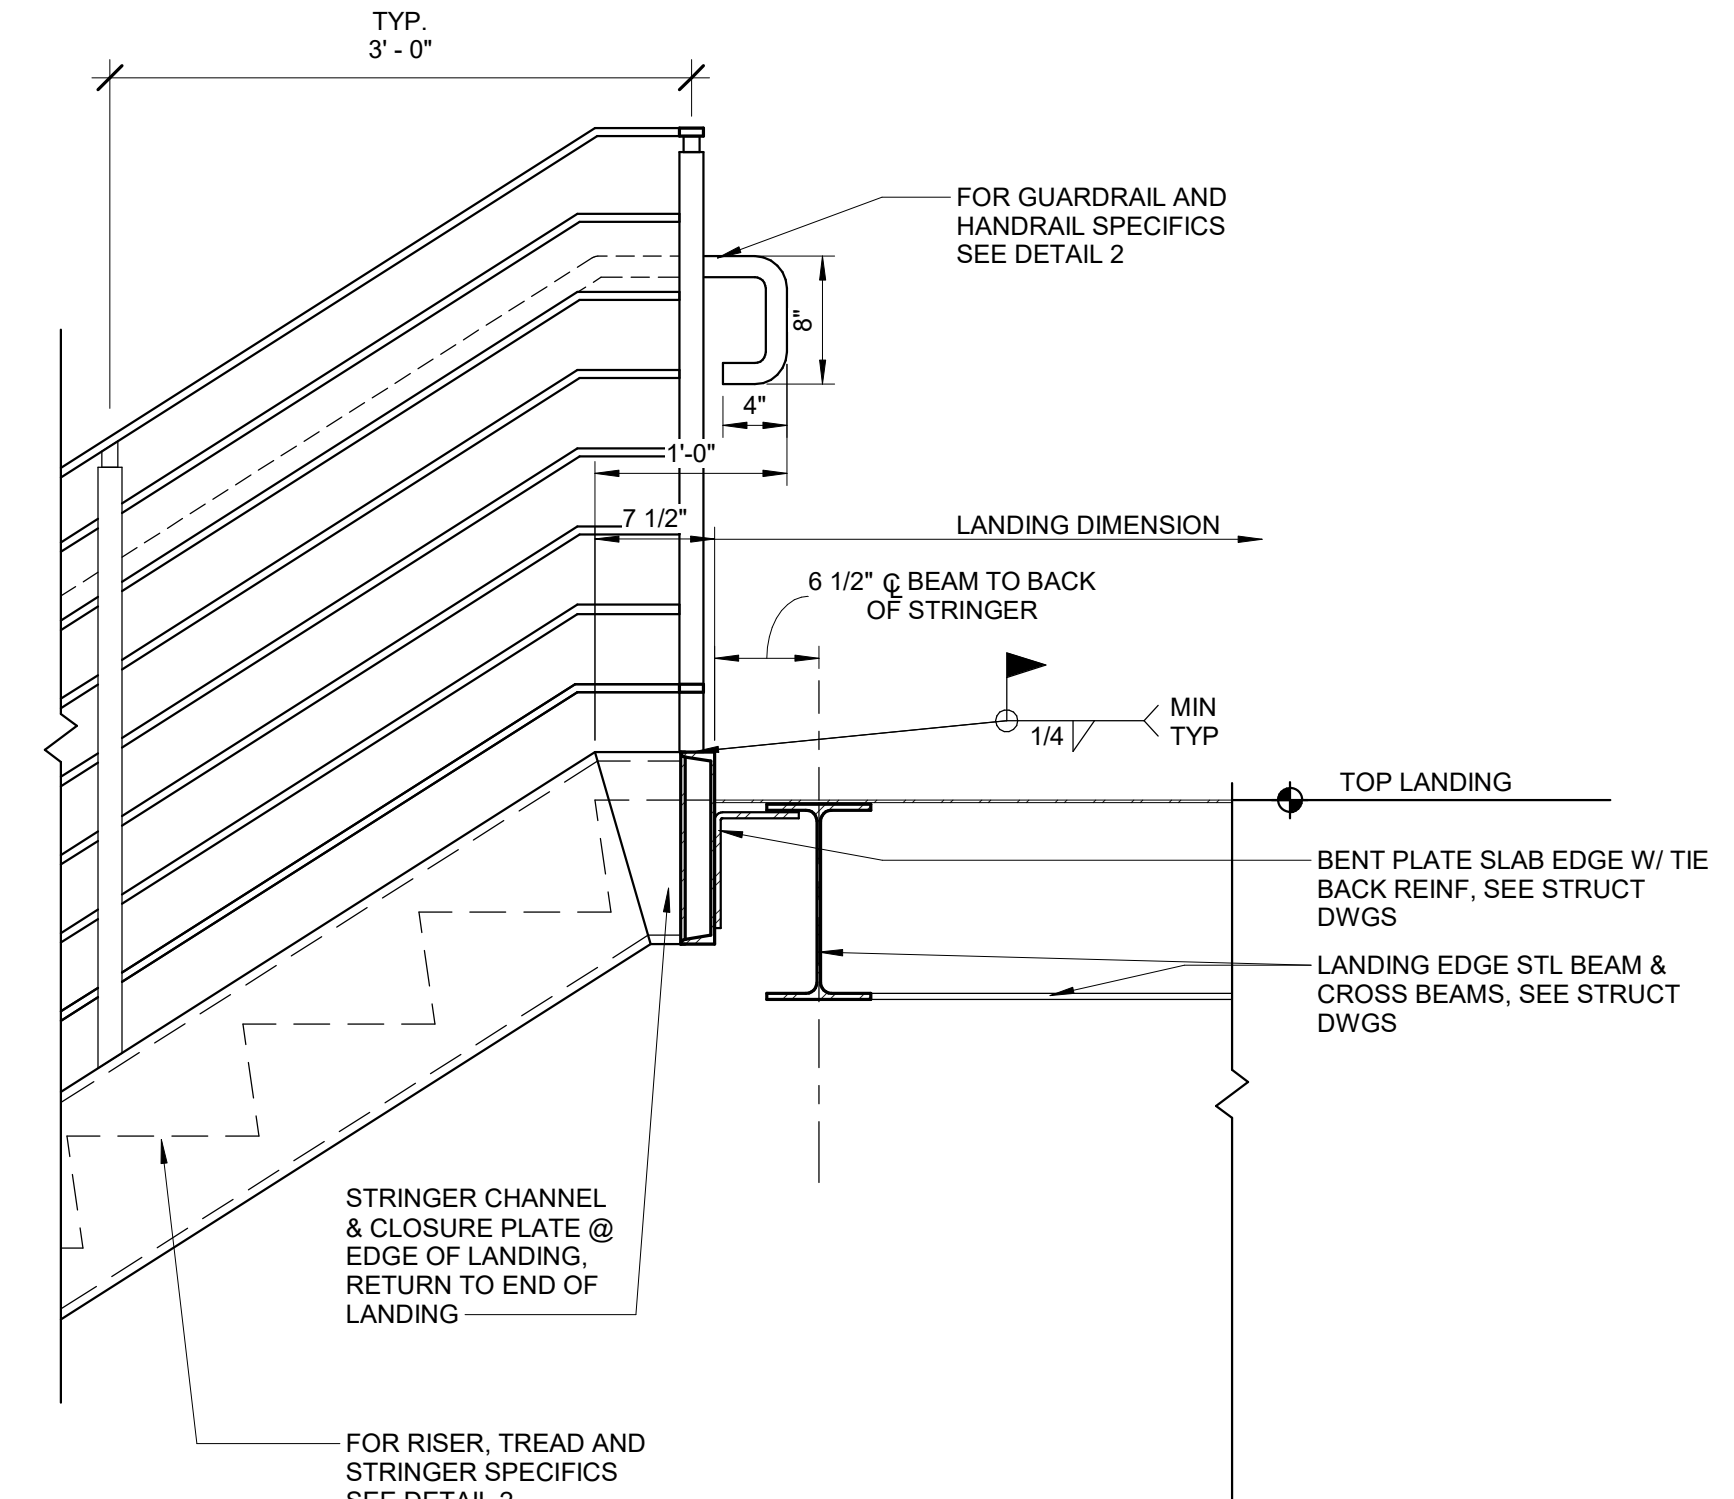 TYP.
3' - 0"
FOR GUARDRAIL AND
HANDRAIL SPECIFICS
SEE DETAIL 2
8"
4"
1'-0"
7 1/2"
LANDING DIMENSION
6 1/2" ℄ BEAM TO BACK
OF STRINGER
MIN
1/4
TYP
TOP LANDING
BENT PLATE SLAB EDGE W/ TIE
BACK REINF, SEE STRUCT
DWGS
LANDING EDGE STL BEAM &
CROSS BEAMS, SEE STRUCT
DWGS
STRINGER CHANNEL
& CLOSURE PLATE @
EDGE OF LANDING,
RETURN TO END OF
LANDING
FOR RISER, TREAD AND
STRINGER SPECIFICS
SEE DETAIL